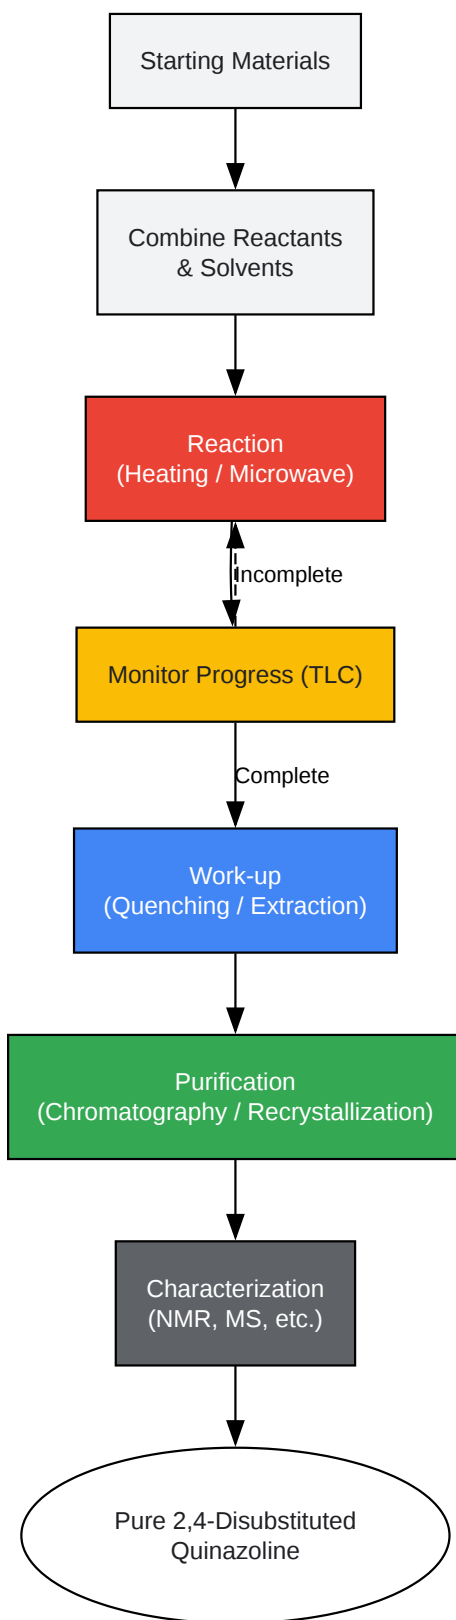 Starting Materials
Combine Reactants
& Solvents
Reaction
(Heating / Microwave)
Incomplete
Monitor Progress (TLC)
Complete
Work-up
(Quenching / Extraction)
Purification
(Chromatography / Recrystallization)
Characterization
(NMR, MS, etc.)
Pure 2,4-Disubstituted
Quinazoline